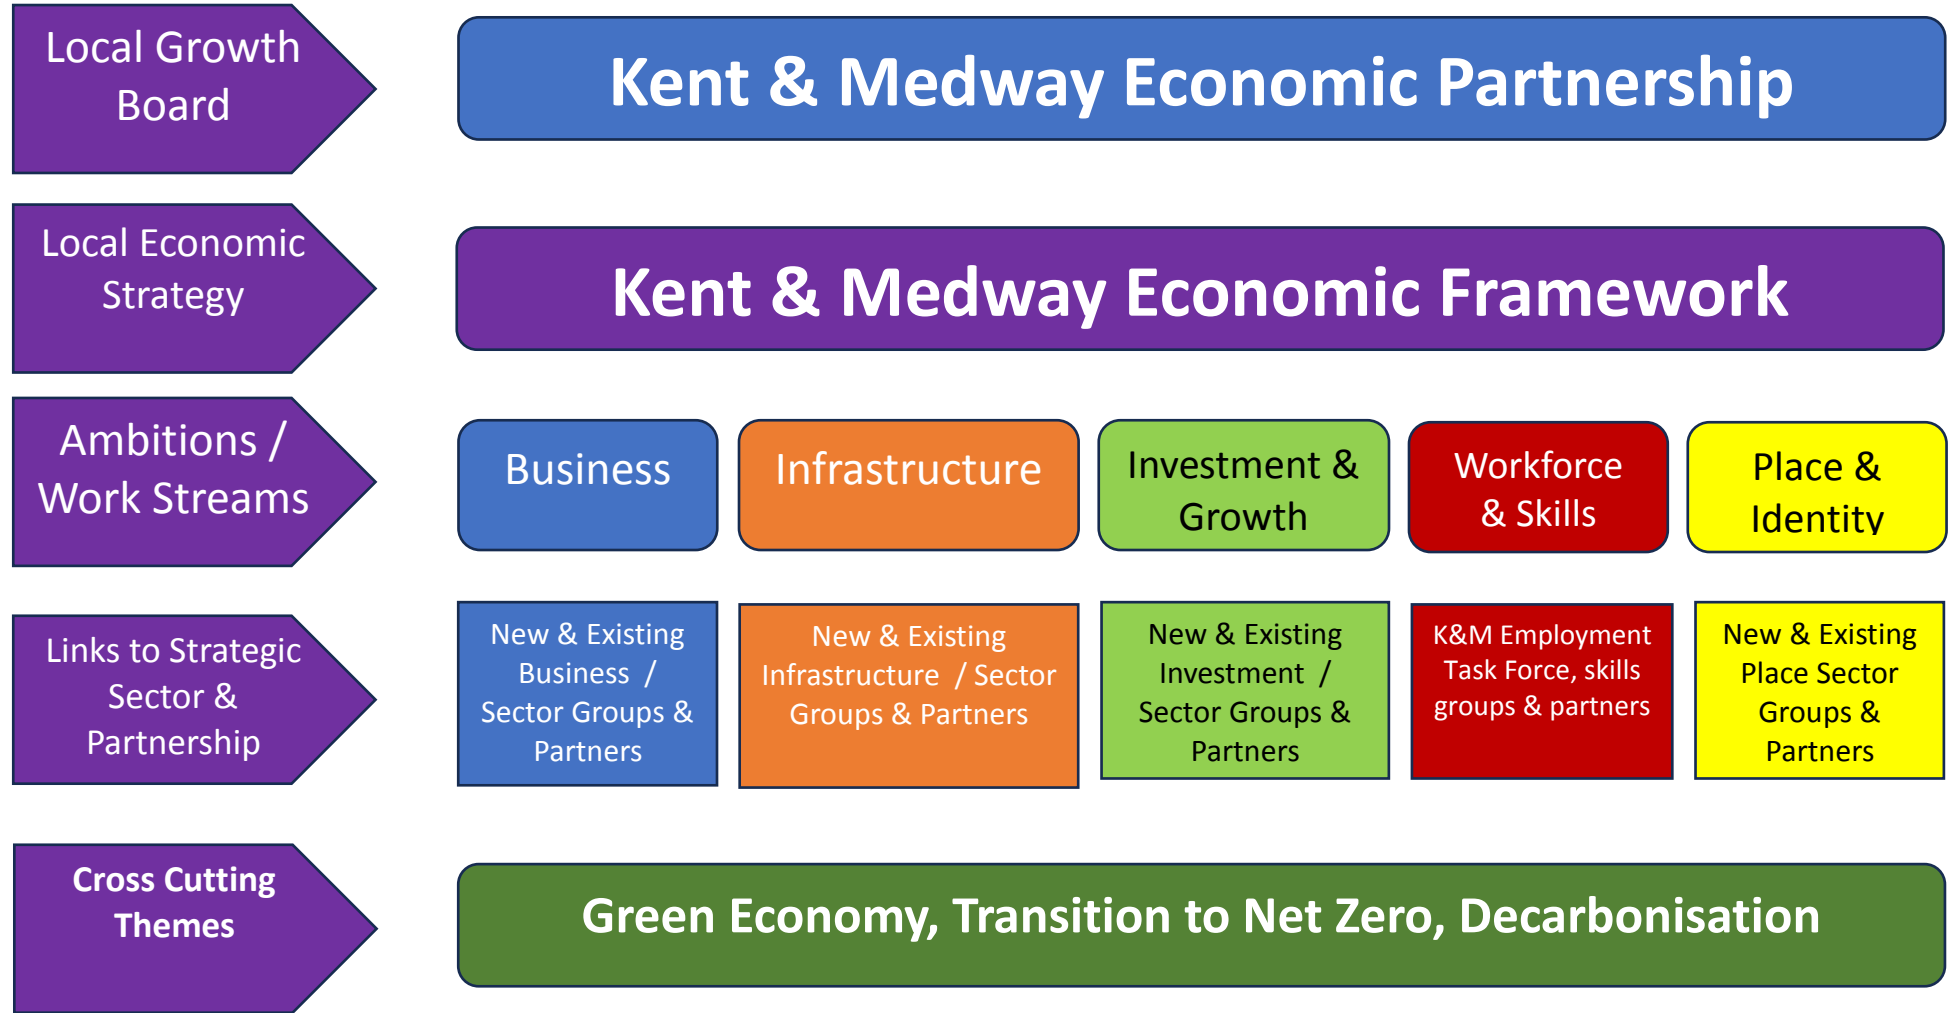 Local Growth
Board
Kent & Medway Economic Partnership
Local Economic
Strategy
Kent & Medway Economic Framework
Ambitions /
Work Streams
Business
Infrastructure
Investment &
Growth
Workforce
& Skills
Place &
Identity
Links to Strategic
Sector &
Partnership
New & Existing
Business /
Sector Groups &
Partners
New & Existing
Infrastructure / Sector
Groups & Partners
New & Existing
Investment /
Sector Groups &
Partners
K&M Employment
Task Force, skills
groups & partners
New & Existing
Place Sector
Groups &
Partners
Cross Cutting
Themes
Green Economy, Transition to Net Zero, Decarbonisation